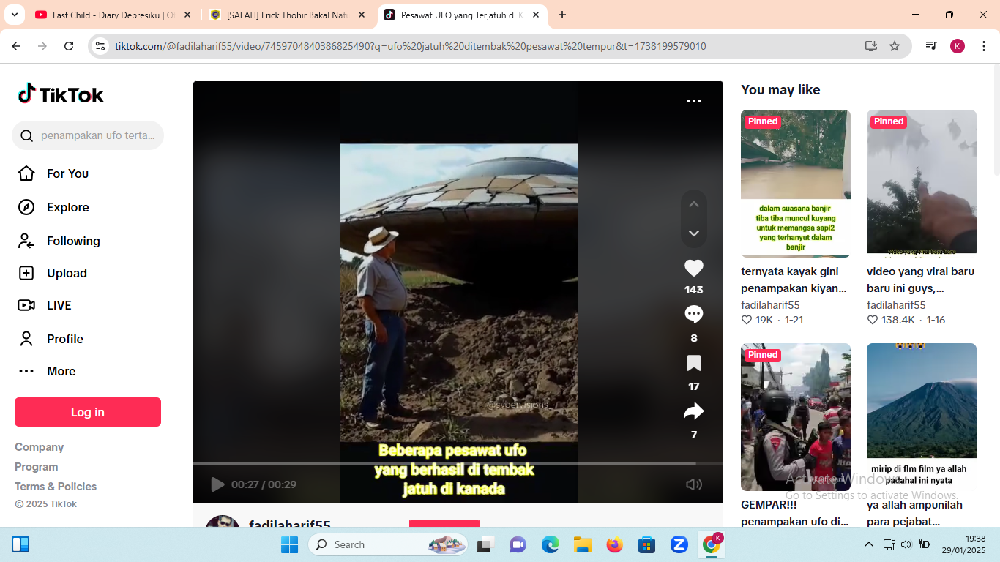 Last Child - Diary Depresiku | O
[SALAH] Erick Thohir Bakal Natu
Pesawat UFO yang Terjatuh di K
tiktok.com/@fadilaharif55/video/7459704840386825490?q=ufo%20jatuh%20ditembak%20pesawat%20tempur&t=1738199579010
K
TikTok
penampakan ufo terta...
For You
Explore
Following
Upload
LIVE
Profile
More
Log in
Company
Program
Terms & Policies
© 2025 TikTok
@sybervisions_
Beberapa pesawat ufo
yang berhasil di tembak
jatuh di kanada
00:27 / 00:29
143
8
17
7
fadilaharif55
You may like
Pinned
dalam suasana banjir
tiba tiba muncul kuyang
untuk memangsa sapi2
yang terhanyut dalam
banjir
ternyata kayak gini
penampakan kiyan...
fadilaharif55
19K · 1-21
Pinned
Video yang viral baru baru
video yang viral baru
baru ini guys,...
fadilaharif55
138.4K · 1-16
Pinned
GEMPAR!!!
penampakan ufo di...
mirip di flm film ya allah
padahal ini nyata
ya allah ampunilah
para pejabat...
Activate Windows
Go to Settings to activate Windows.
Search
K
19:38
29/01/2025